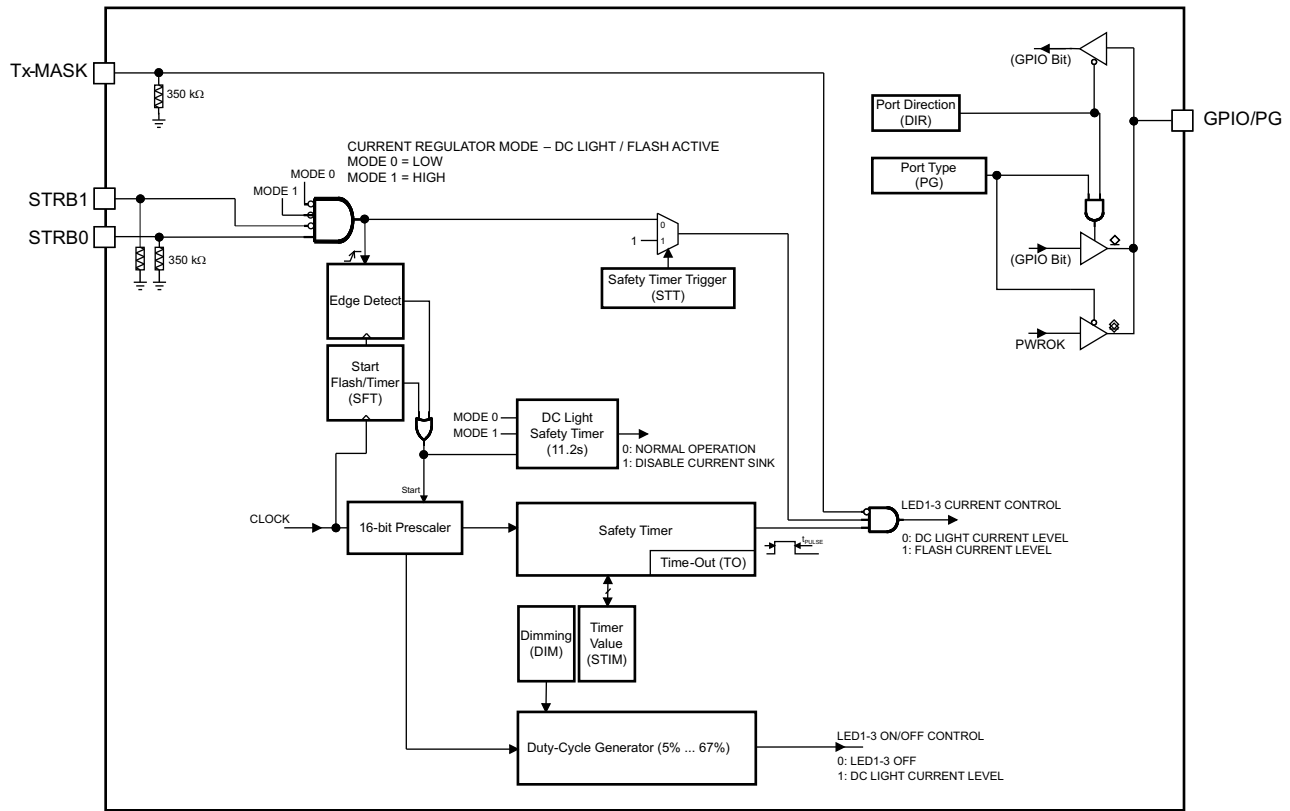 Tx-MASK
350 kΩ
(GPIO Bit)
Port Direction
(DIR)
GPIO/PG
Port Type
(PG)
CURRENT REGULATOR MODE – DC LIGHT / FLASH ACTIVE
MODE 0 = LOW
MODE 1 = HIGH
MODE 0
MODE 1
STRB1
STRB0
350 kΩ
0
1
1
Safety Timer Trigger
(STT)
(GPIO Bit)
PWROK
Edge Detect
Start
Flash/Timer
(SFT)
MODE 0
MODE 1
DC Light
Safety Timer
(11.2s)
0: NORMAL OPERATION
1: DISABLE CURRENT SINK
Start
CLOCK
16-bit Prescaler
Safety Timer
Time-Out (TO)
tPULSE
LED1-3 CURRENT CONTROL
0: DC LIGHT CURRENT LEVEL
1: FLASH CURRENT LEVEL
Dimming
(DIM)
Timer
Value
(STIM)
Duty-Cycle Generator (5% ... 67%)
LED1-3 ON/OFF CONTROL
0: LED1-3 OFF
1: DC LIGHT CURRENT LEVEL